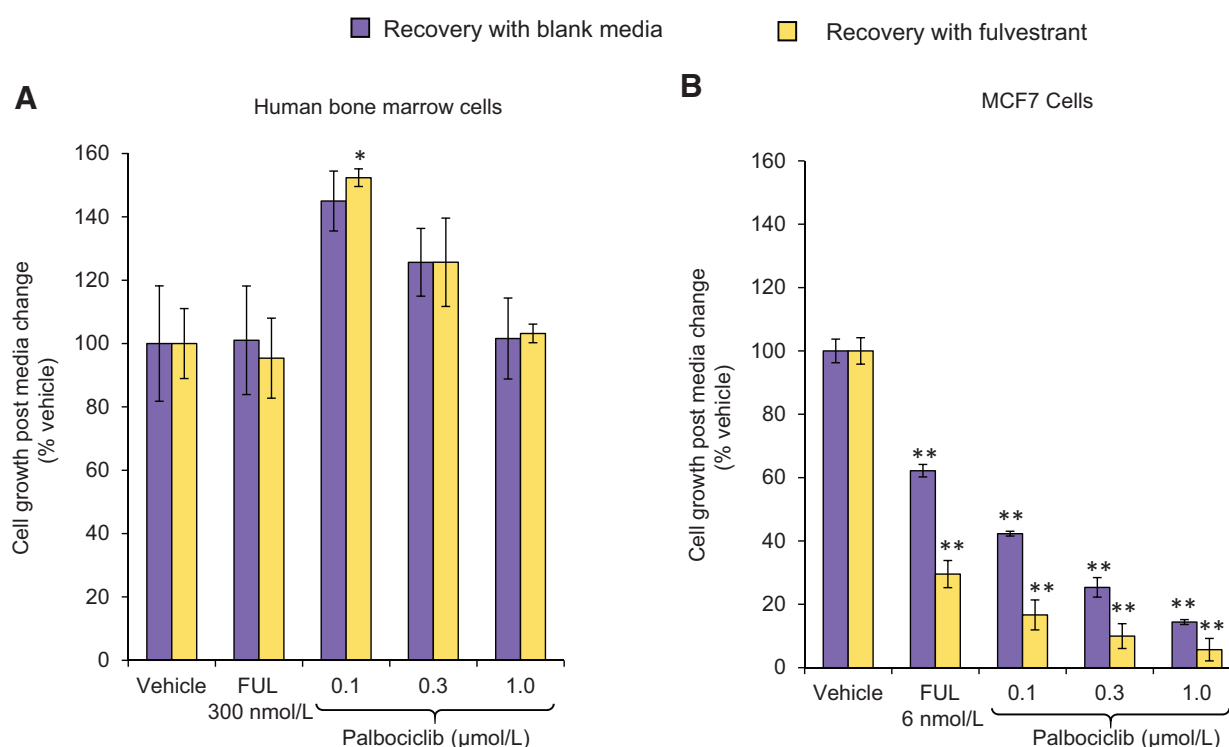 Recovery with blank media
Recovery with fulvestrant
A
Human bone marrow cells
Cell growth post media change
(% vehicle)
160
140
120
100
80
60
40
20
0
*
Vehicle
FUL
300 nmol/L
0.1
0.3
1.0
Palbociclib (μmol/L)
B
MCF7 Cells
Cell growth post media change
(% vehicle)
160
140
120
100
80
60
40
20
0
**
**
**
**
**
**
**
**
Vehicle
FUL
6 nmol/L
0.1
0.3
1.0
Palbociclib (μmol/L)